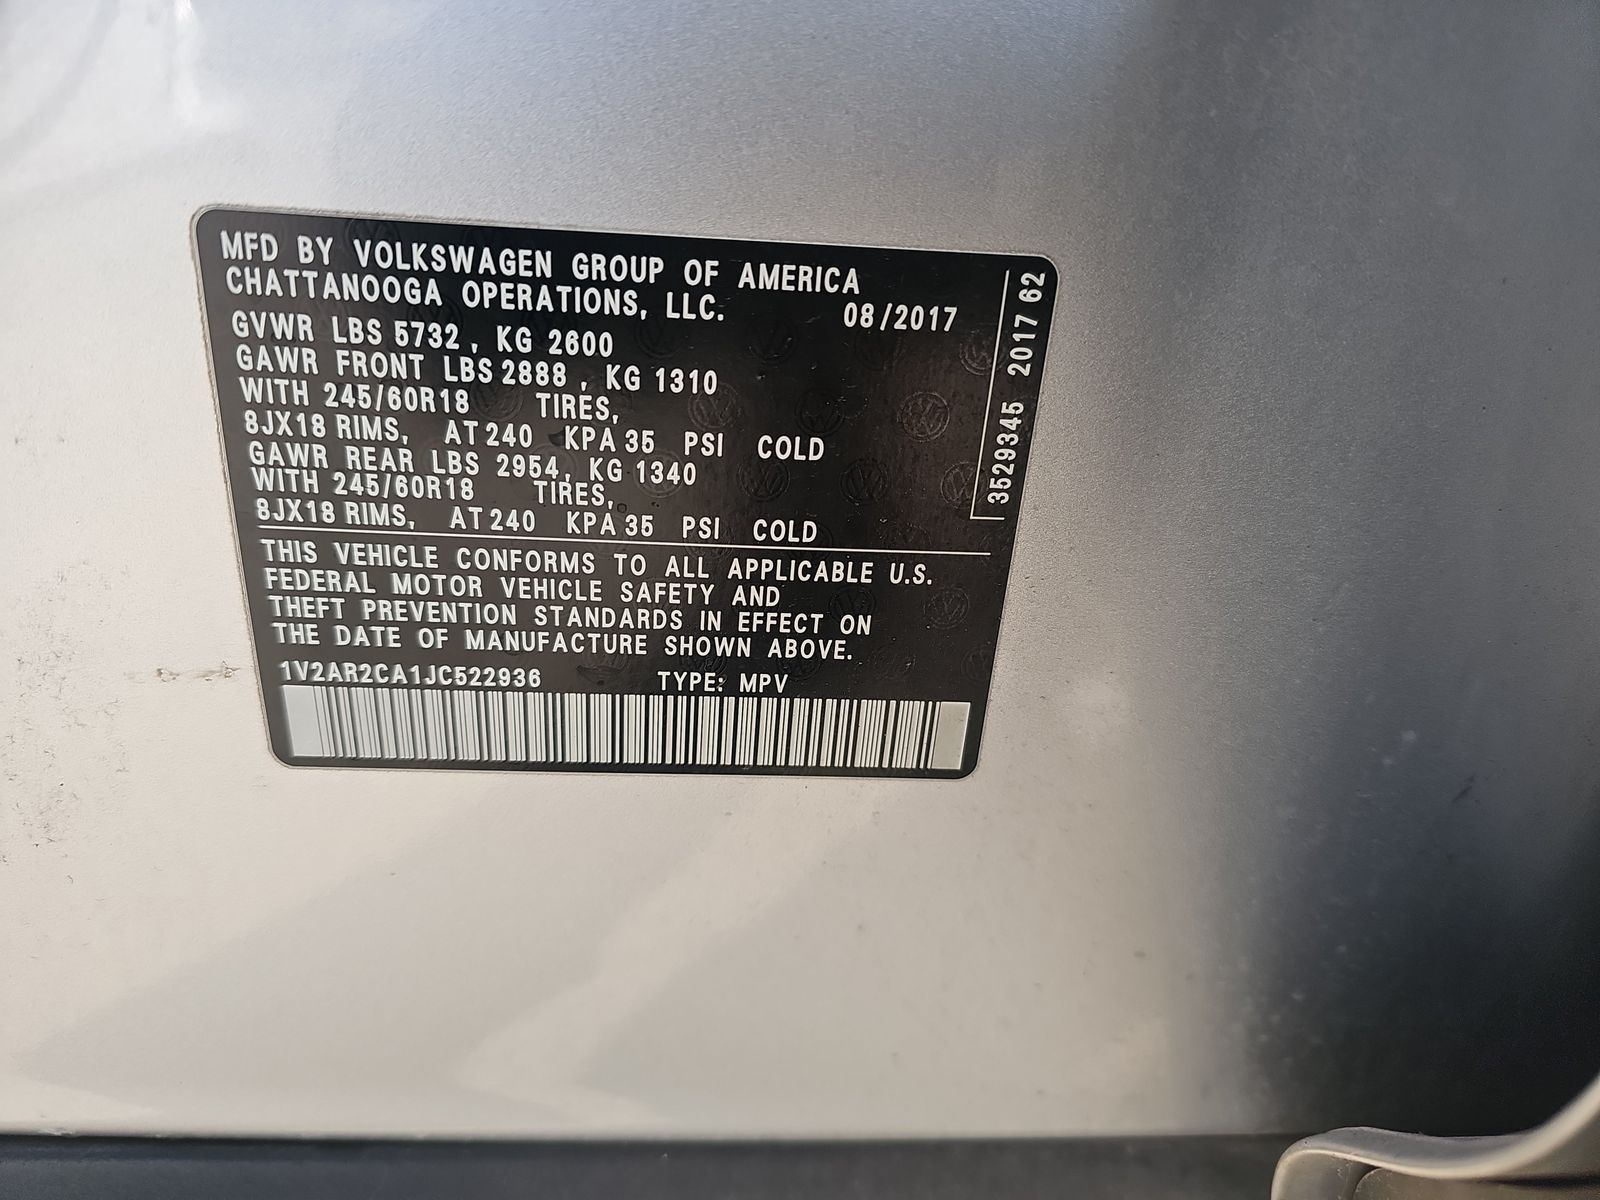 MFD BY VOLKSWAGEN GROUP OF AMERICA
CHATTANOOGA OPERATIONS, LLC.
08/2017
GVWR LBS 5732, KG 2600
GAWR FRONT LBS 2888, KG 1310
WITH 245/60R18 TIRES,
8JX18 RIMS, AT 240 KPA 35 PSI COLD
GAWR REAR LBS 2954, KG 1340
WITH 245/60R18 TIRES,
8JX18 RIMS, AT 240 KPA 35 PSI COLD
THIS VEHICLE CONFORMS TO ALL APPLICABLE U.S.
FEDERAL MOTOR VEHICLE SAFETY AND
THEFT PREVENTION STANDARDS IN EFFECT ON
THE DATE OF MANUFACTURE SHOWN ABOVE.
1V2AR2CA1JC522936 TYPE: MPV
3529345 2017 62